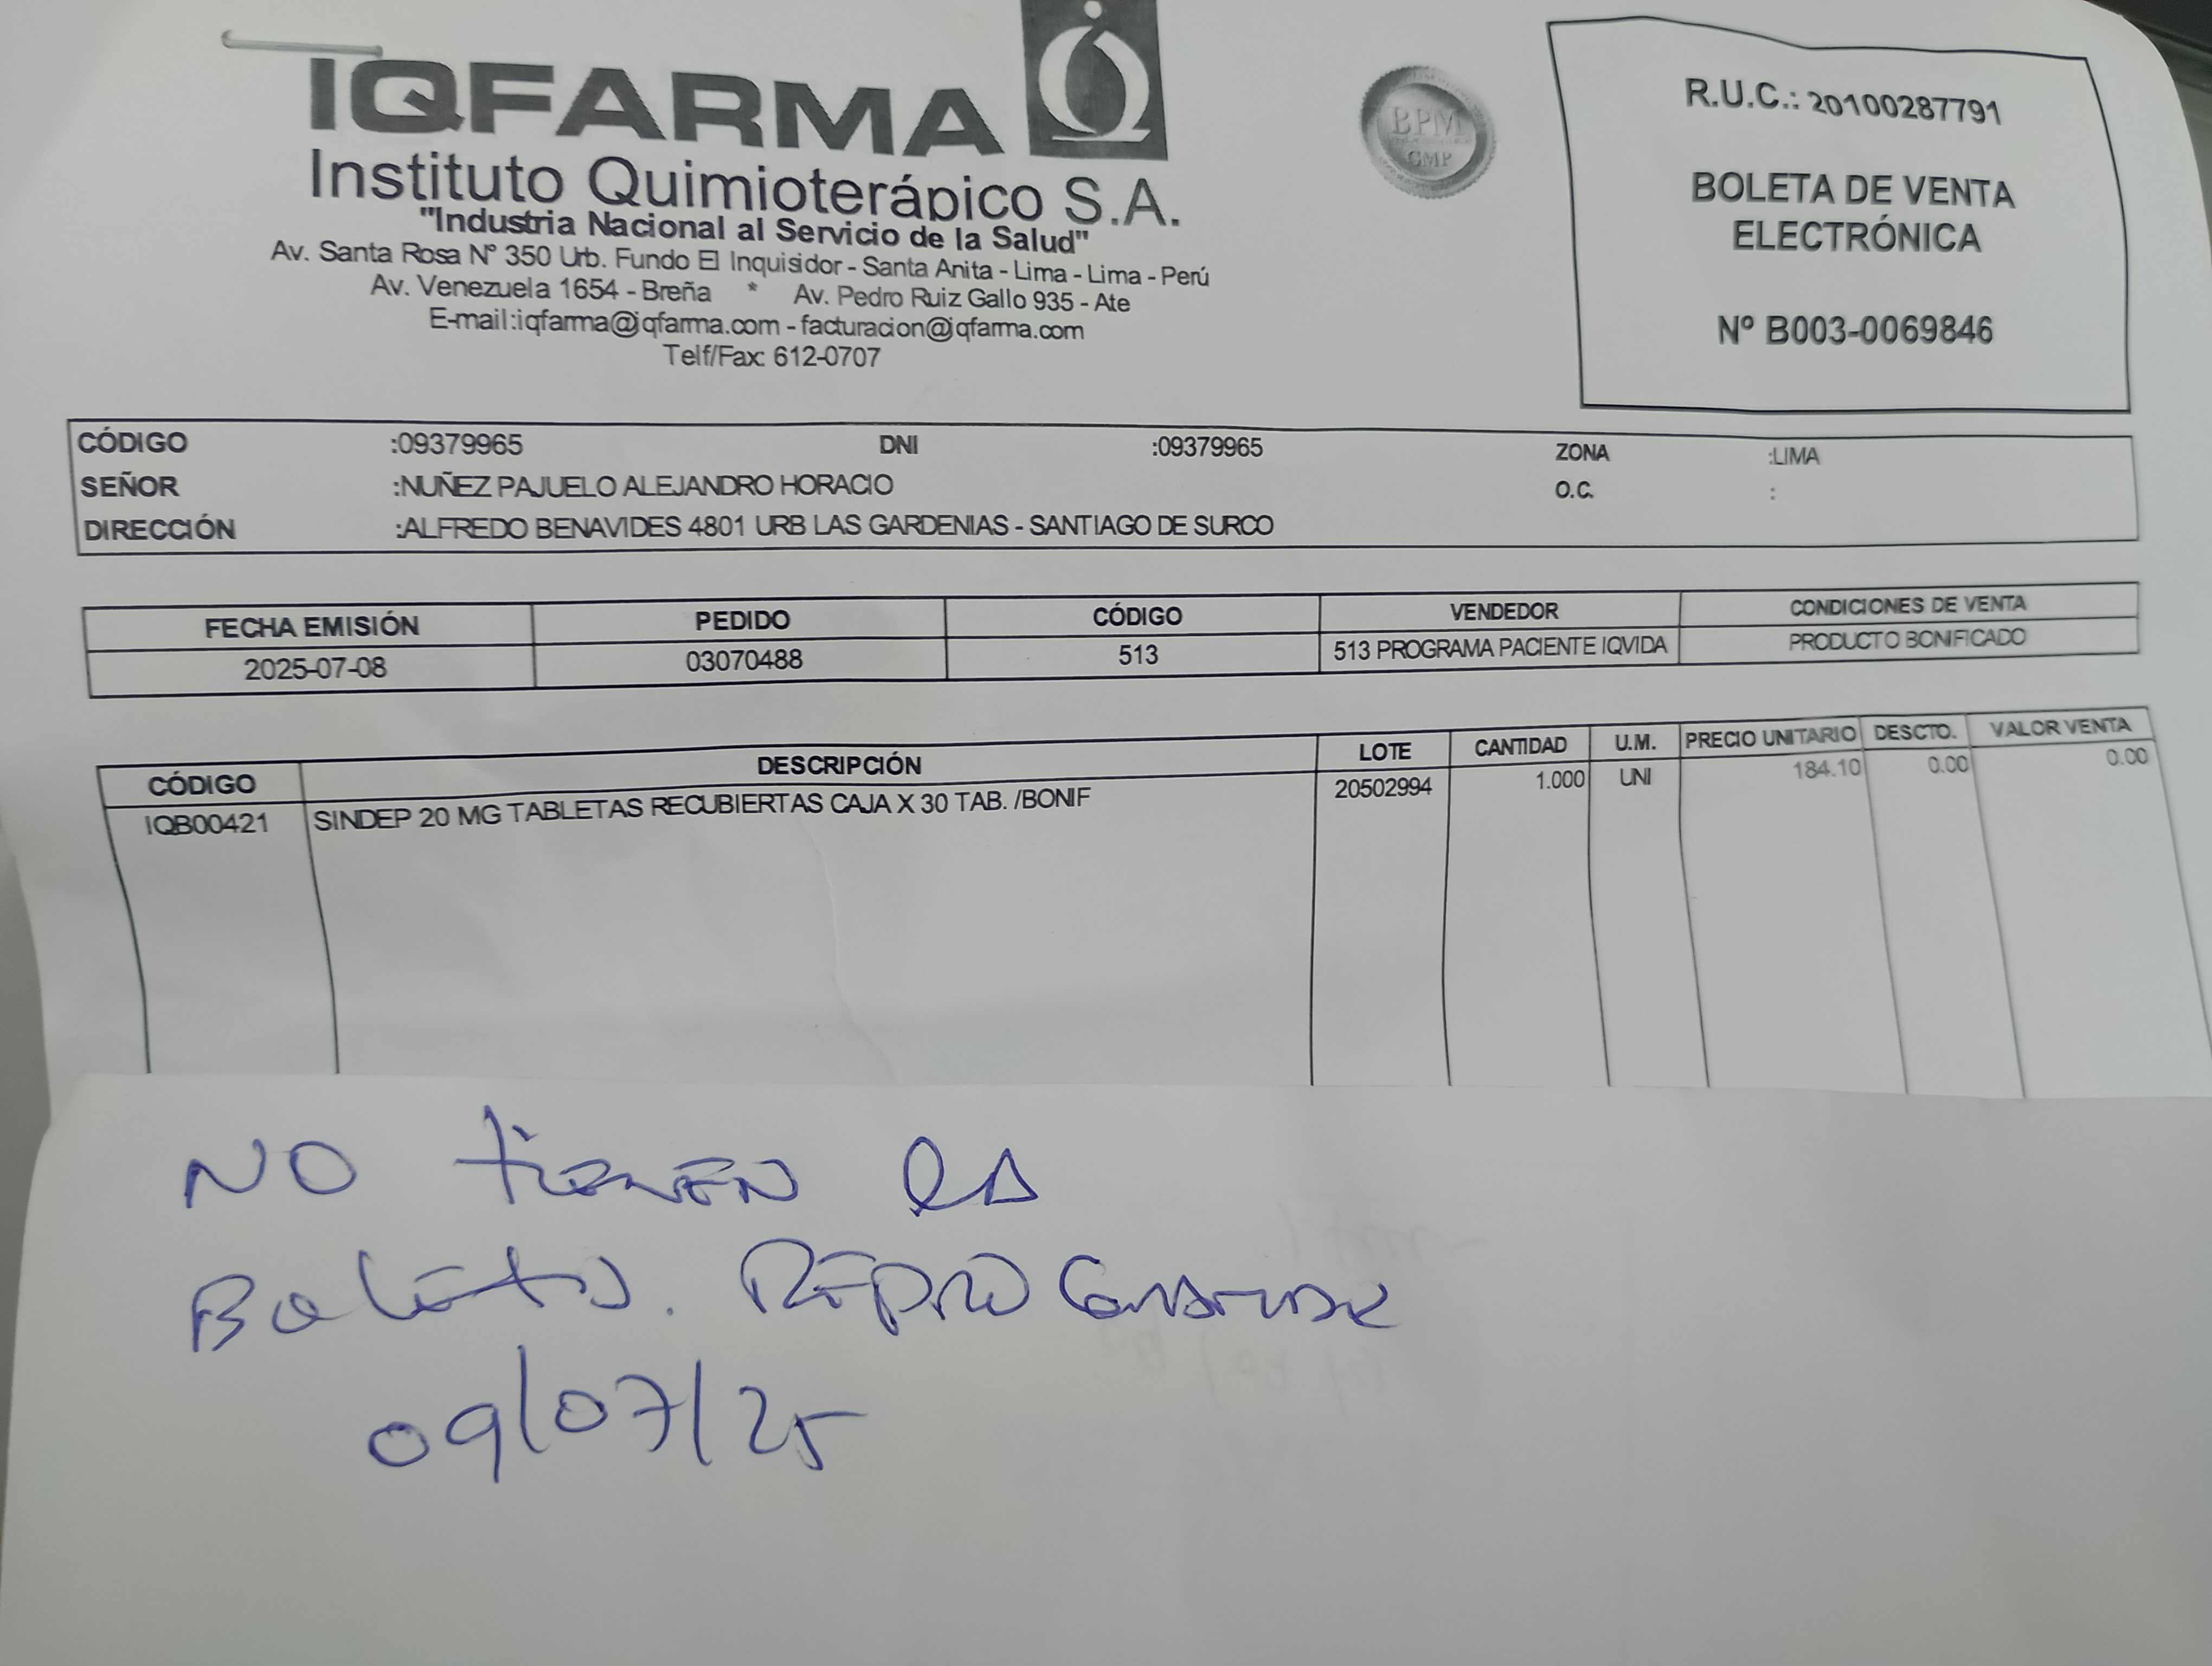 IQFARMA
Instituto Quimioterápico S.A.
"Industria Nacional al Servicio de la Salud"
Av. Santa Rosa Nº 350 Urb. Fundo El Inquisidor - Santa Anita - Lima - Lima - Perú
Av. Venezuela 1654 - Breña * Av. Pedro Ruiz Gallo 935 - Ate
E-mail:iqfarma@iqfarma.com - facturacion@iqfarma.com
Telf/Fax: 612-0707
BPM
GMP
R.U.C.: 20100287791
BOLETA DE VENTA
ELECTRÓNICA
Nº B003-0069846
CÓDIGO :09379965 DNI :09379965 ZONA :LIMA
SEÑOR :NUÑEZ PAJUELO ALEJANDRO HORACIO O.C. :
DIRECCIÓN :ALFREDO BENAVIDES 4801 URB LAS GARDENIAS - SANTIAGO DE SURCO
FECHA EMISIÓN PEDIDO CÓDIGO VENDEDOR CONDICIONES DE VENTA
2025-07-08 03070488 513 513 PROGRAMA PACIENTE IQVIDA PRODUCTO BONIFICADO
CÓDIGO DESCRIPCIÓN LOTE CANTIDAD U.M. PRECIO UNITARIO DESCTO. VALOR VENTA
IQB00421 SINDEP 20 MG TABLETAS RECUBIERTAS CAJA X 30 TAB. /BONIF 20502994 1.000 UNI 184.10 0.00 0.00
NO tienen la
Boleta.
09/07/25